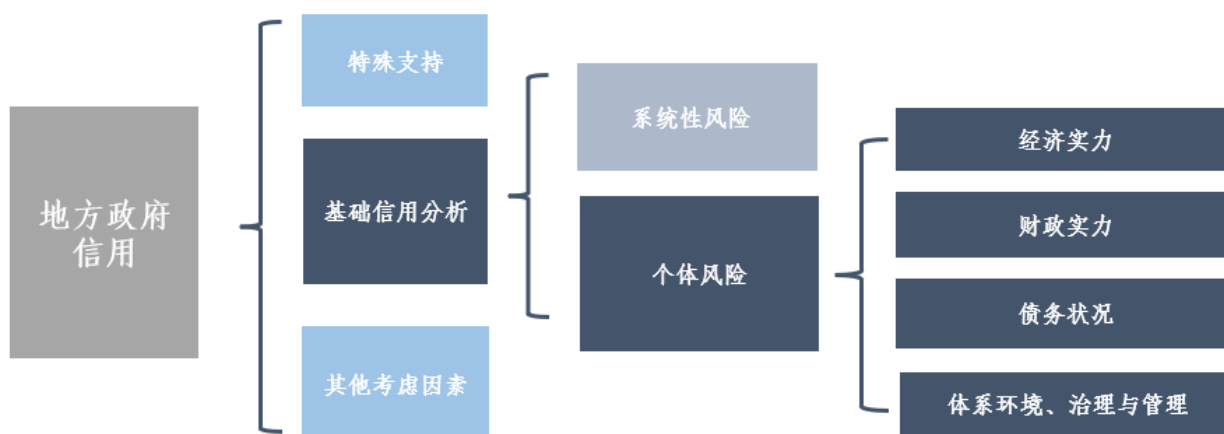 地方政府
信用
特殊支持
基础信用分析
其他考虑因素
系统性风险
个体风险
经济实力
财政实力
债务状况
体系环境、治理与管理